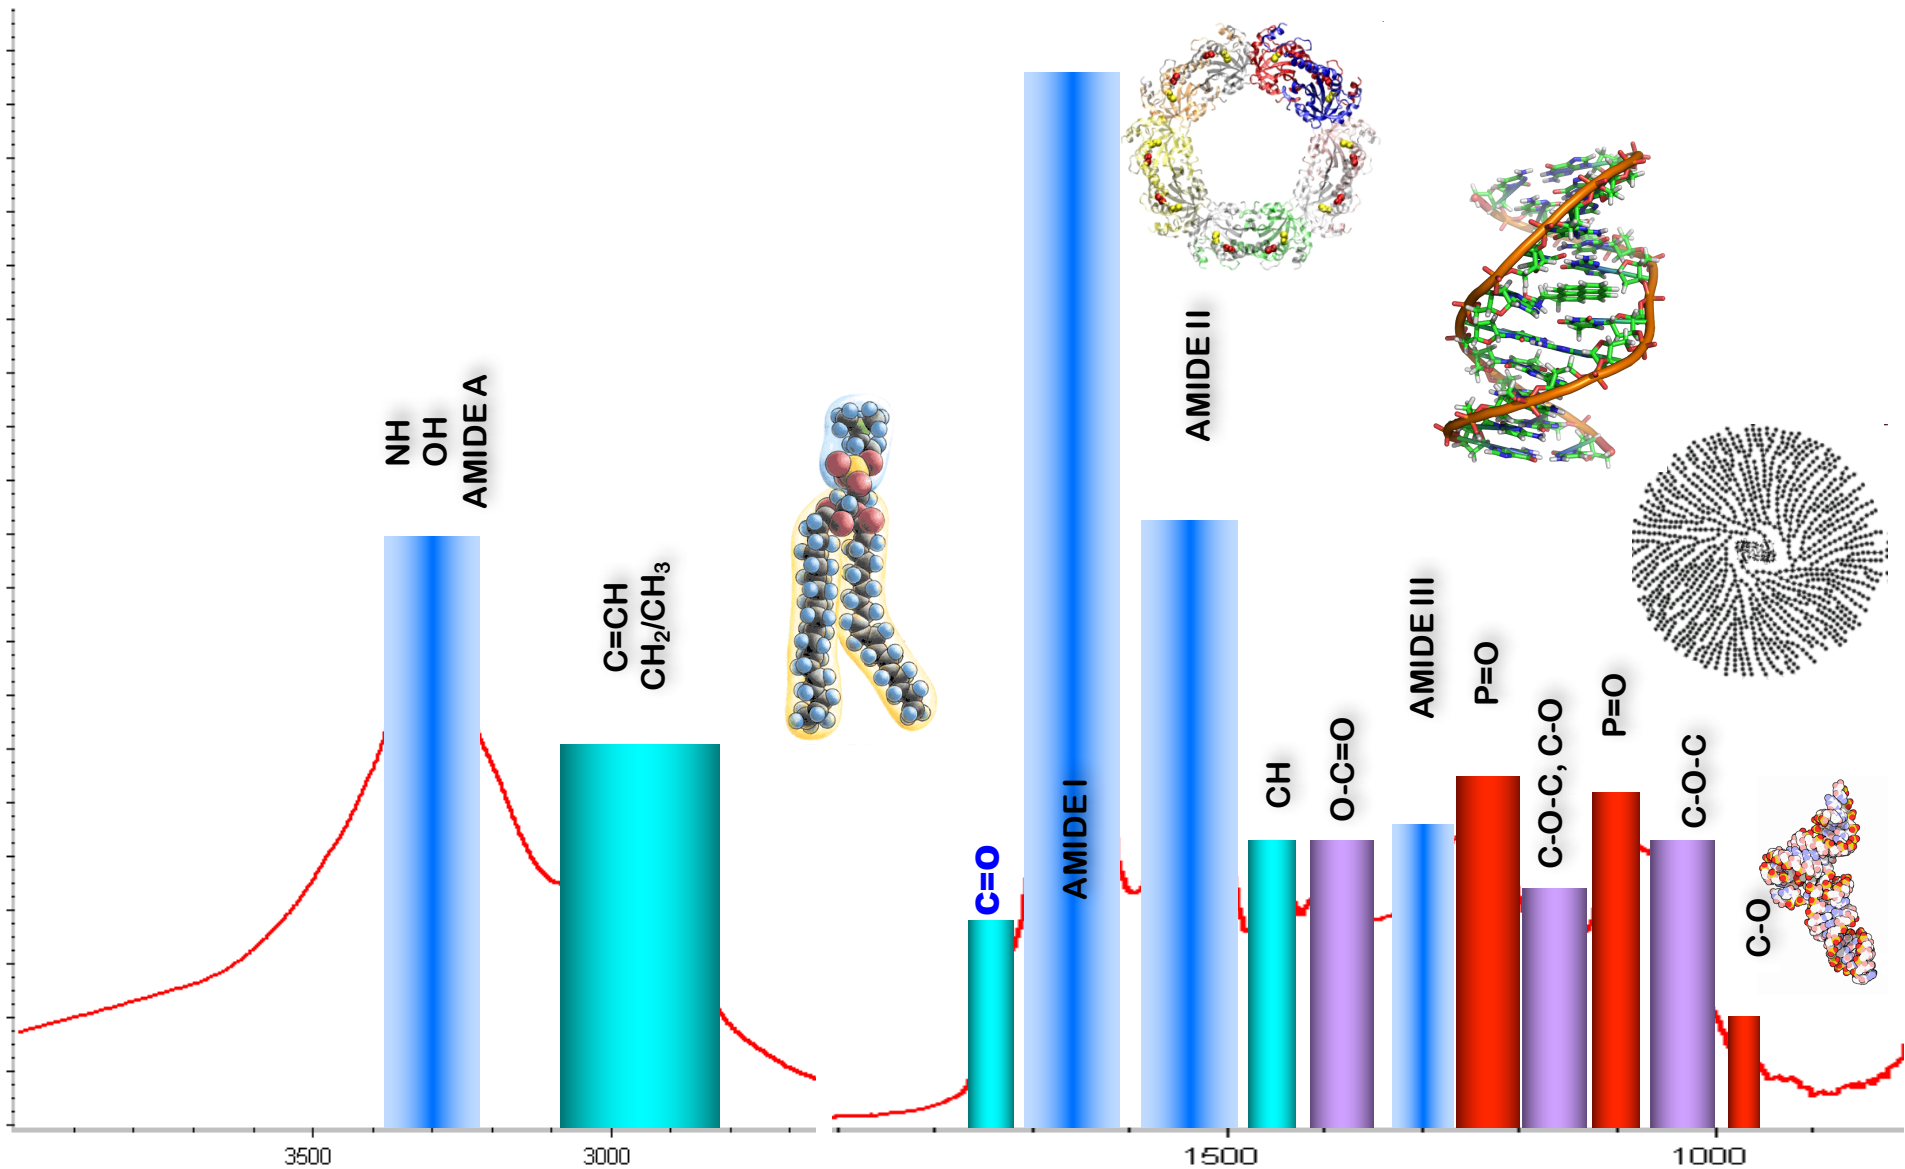 NH
OH
AMIDE A
C=CH
CH₂/CH₃
C=O
AMIDE I
AMIDE II
CH
O-C=O
AMIDE III
P=O
C-O-C, C-O
P=O
C-O-C
C-O
3500
3000
1500
1000